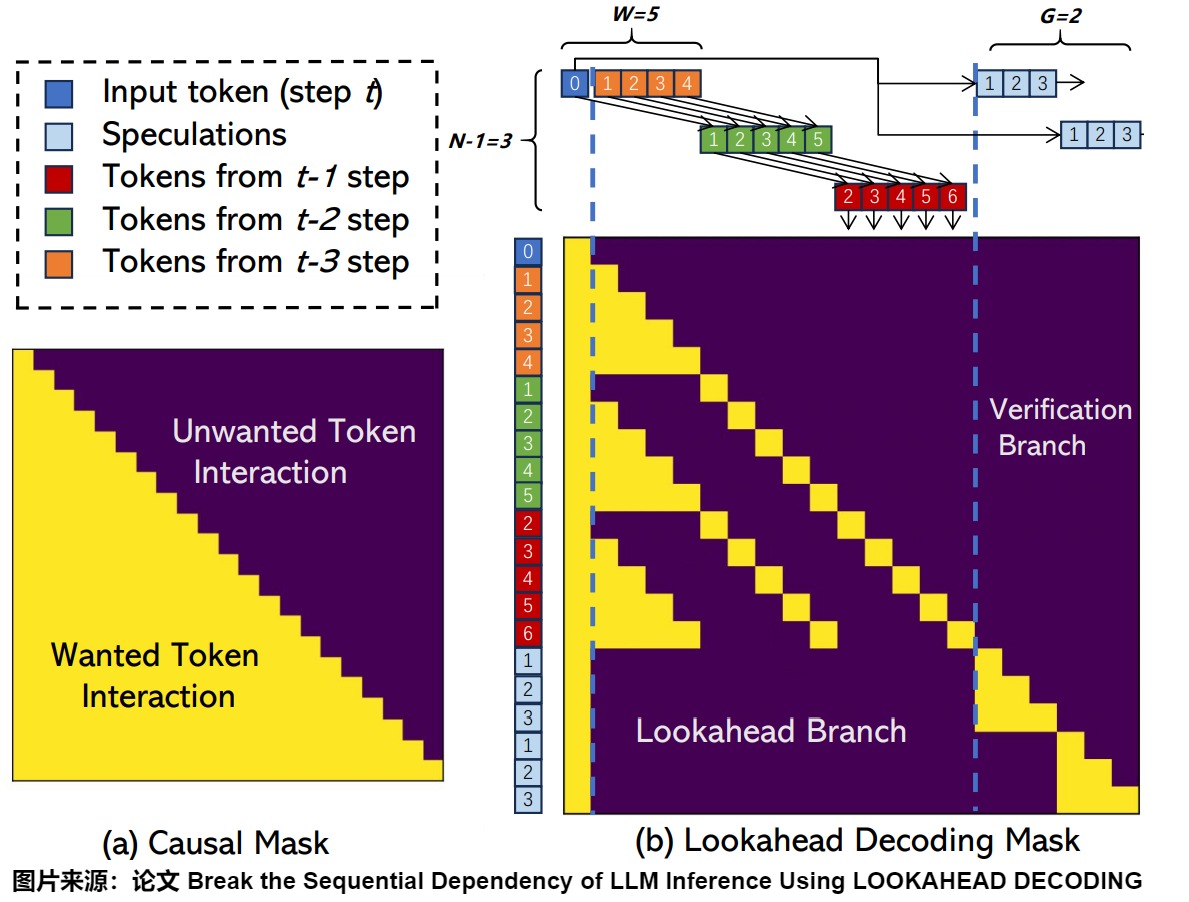 W=5
G=2
0 1 2 3 4
1 2 3
N-1=3
1 2 3 4 5
1 2 3
2 3 4 5 6
Input token (step t)
Speculations
Tokens from t-1 step
Tokens from t-2 step
Tokens from t-3 step
0
1
2
3
4
1
2
3
4
5
2
3
4
5
6
1
2
3
1
2
3
Unwanted Token
Interaction
Wanted Token
Interaction
Verification
Branch
Lookahead Branch
(a) Causal Mask
(b) Lookahead Decoding Mask
图片来源：论文 Break the Sequential Dependency of LLM Inference Using LOOKAHEAD DECODING